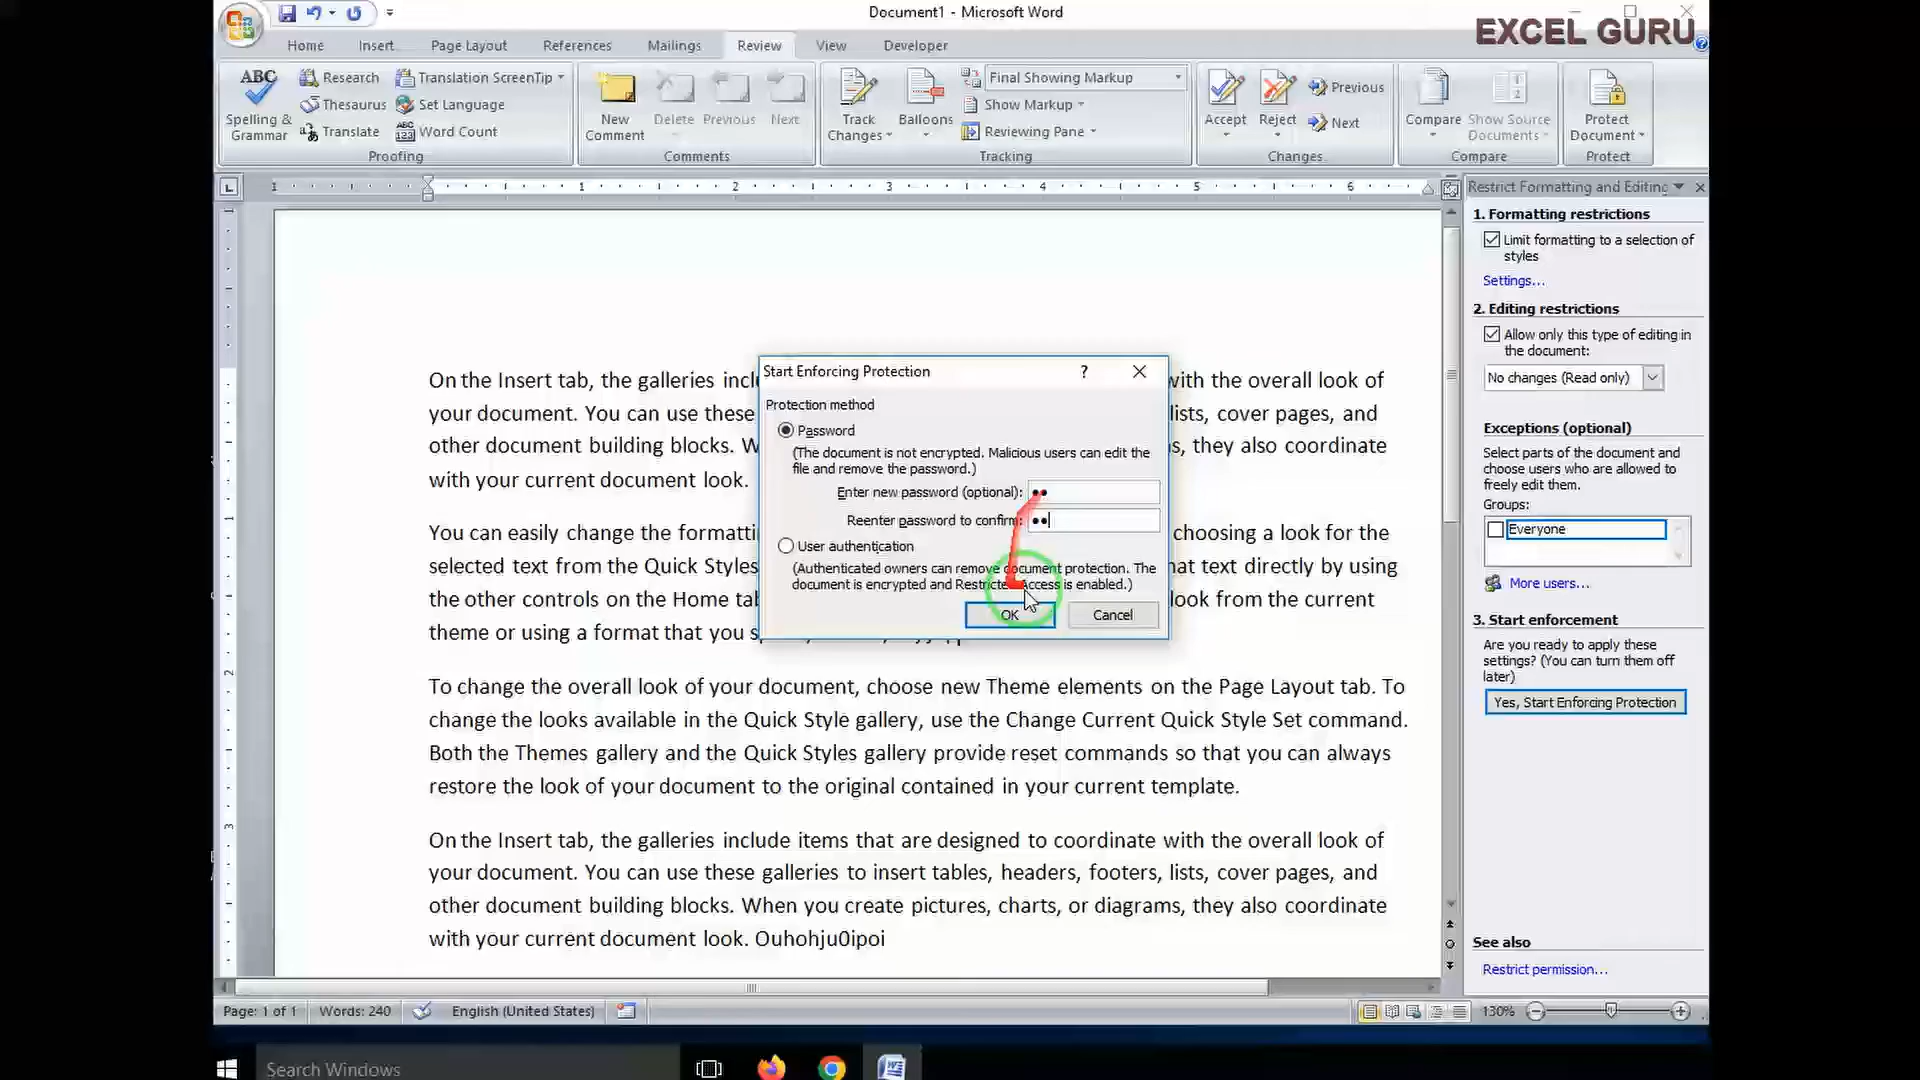 Document1 - Microsoft Word
EXCEL GURU
Home Insert Page Layout References Mailings Review View Developer
ABC
Spelling &
Grammar
Research
Thesaurus
Translate
Translation ScreenTip
Set Language
ABC
123
Word Count
Proofing
New
Comment
Delete
Previous
Next
Comments
Track
Changes
Balloons
Final Showing Markup
Show Markup
Reviewing Pane
Tracking
Accept
Reject
Previous
Next
Changes
Compare
Show Source
Documents
Compare
Protect
Document
Protect
1 1 2 3 4 5 6
Restrict Formatting and Editing
1. Formatting restrictions
Limit formatting to a selection of
styles
Settings...
2. Editing restrictions
Allow only this type of editing in
the document:
No changes (Read only)
Exceptions (optional)
Select parts of the document and
choose users who are allowed to
freely edit them.
Groups:
Everyone
More users...
3. Start enforcement
Are you ready to apply these
settings? (You can turn them off
later)
Yes, Start Enforcing Protection
See also
Restrict permission...
On the Insert tab, the galleries incl with the overall look of
your document. You can use these lists, cover pages, and
other document building blocks. W s, they also coordinate
with your current document look.
You can easily change the formatti choosing a look for the
selected text from the Quick Styles at text directly by using
the other controls on the Home tab look from the current
theme or using a format that you s
Start Enforcing Protection ?
Protection method
Password
(The document is not encrypted. Malicious users can edit the
file and remove the password.)
Enter new password (optional): ●●
Reenter password to confirm: ●●
User authentication
(Authenticated owners can remove document protection. The
document is encrypted and Restricted Access is enabled.)
OK Cancel
To change the overall look of your document, choose new Theme elements on the Page Layout tab. To
change the looks available in the Quick Style gallery, use the Change Current Quick Style Set command.
Both the Themes gallery and the Quick Styles gallery provide reset commands so that you can always
restore the look of your document to the original contained in your current template.
On the Insert tab, the galleries include items that are designed to coordinate with the overall look of
your document. You can use these galleries to insert tables, headers, footers, lists, cover pages, and
other document building blocks. When you create pictures, charts, or diagrams, they also coordinate
with your current document look. Ouhohju0ipoi
2
3
Page: 1 of 1 Words: 240 English (United States) 130%
Search Windows